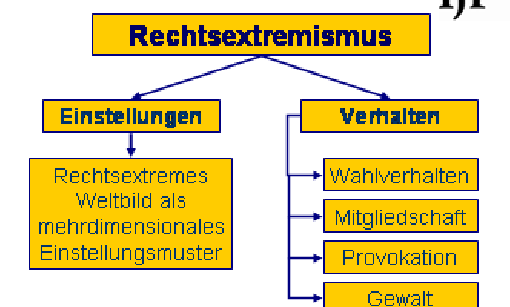 Rechtsextremismus
Einstellungen
Verhalten
Rechtsextremes
Weltbild als
mehrdimensionales
Einstellungsmuster
Wahlverhalten
Mitgliedschaft
Provokation
Gewalt